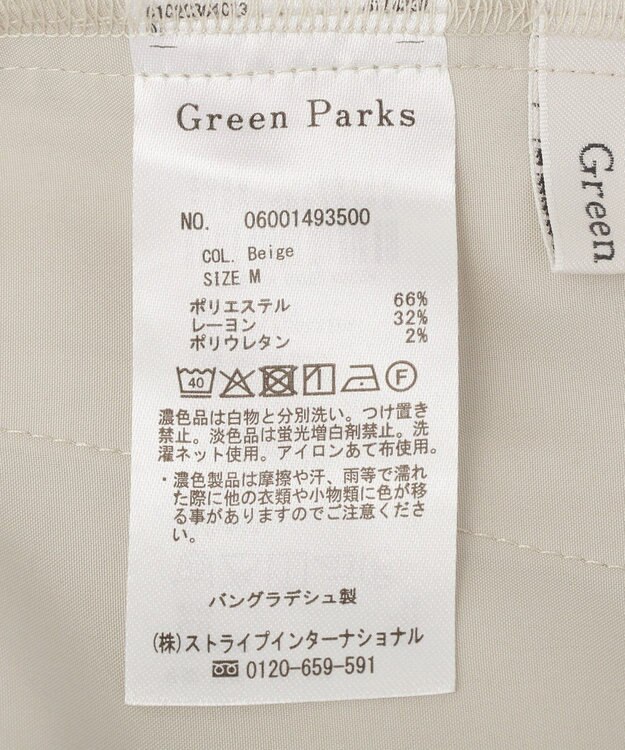 Green Parks
NO. 06001493500
COL. Beige
SIZE M
ポリエステル 66%
レーヨン 32%
ポリウレタン 2%
40
F
濃色品は白物と分別洗い。つけ置き
禁止。淡色品は蛍光増白剤禁止。洗
濯ネット使用。アイロンあて布使用。
・濃色製品は摩擦や汗、雨等で濡れ
た際に他の衣類や小物類に色が移
る事がありますのでご注意くださ
い。
バングラデシュ製
(株)ストライプインターナショナル
0120-659-591
Green